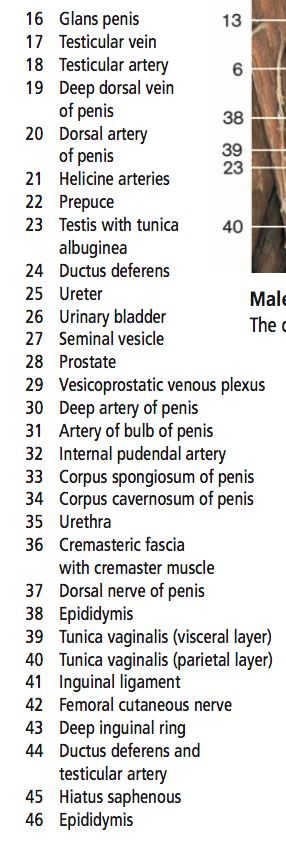 16 Glans penis
17 Testicular vein
18 Testicular artery
19 Deep dorsal vein
of penis
20 Dorsal artery
of penis
21 Helicine arteries
22 Prepuce
23 Testis with tunica
albuginea
24 Ductus deferens
25 Ureter
26 Urinary bladder
27 Seminal vesicle
28 Prostate
29 Vesicoprostatic venous plexus
30 Deep artery of penis
31 Artery of bulb of penis
32 Internal pudendal artery
33 Corpus spongiosum of penis
34 Corpus cavernosum of penis
35 Urethra
36 Cremasteric fascia
with cremaster muscle
37 Dorsal nerve of penis
38 Epididymis
39 Tunica vaginalis (visceral layer)
40 Tunica vaginalis (parietal layer)
41 Inguinal ligament
42 Femoral cutaneous nerve
43 Deep inguinal ring
44 Ductus deferens and
testicular artery
45 Hiatus saphenous
46 Epididymis
13
6
38
39
23
40
Male
The